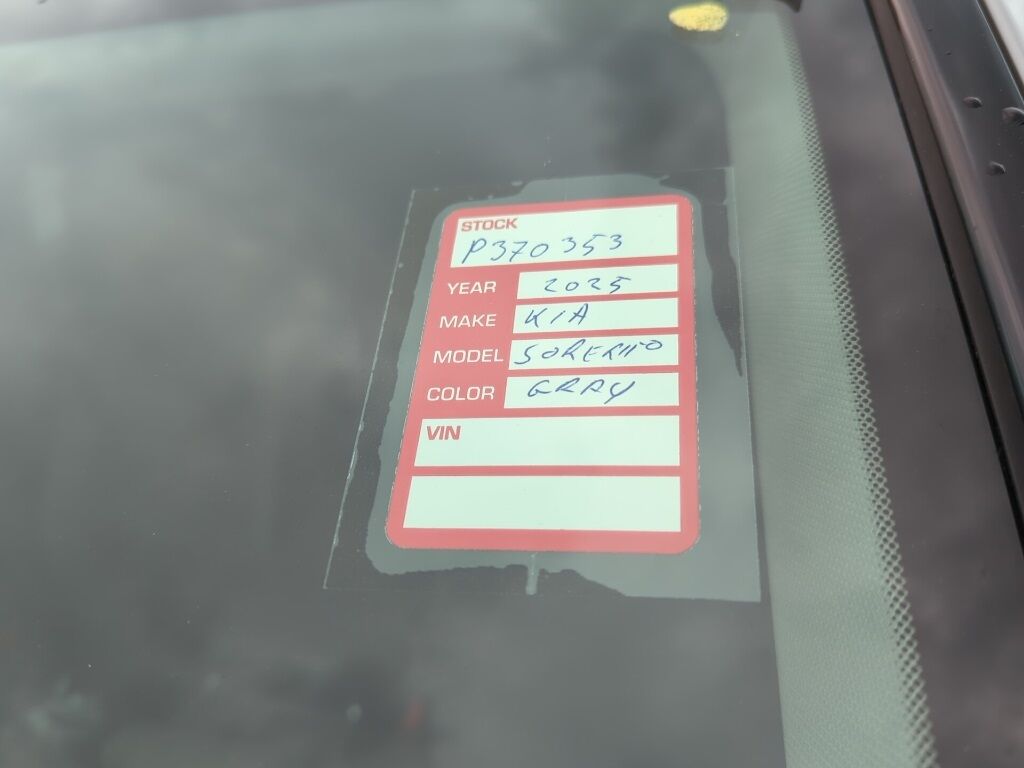 STOCK
P370353
YEAR 2025
MAKE KIA
MODEL SORENTO
COLOR GRAY
VIN